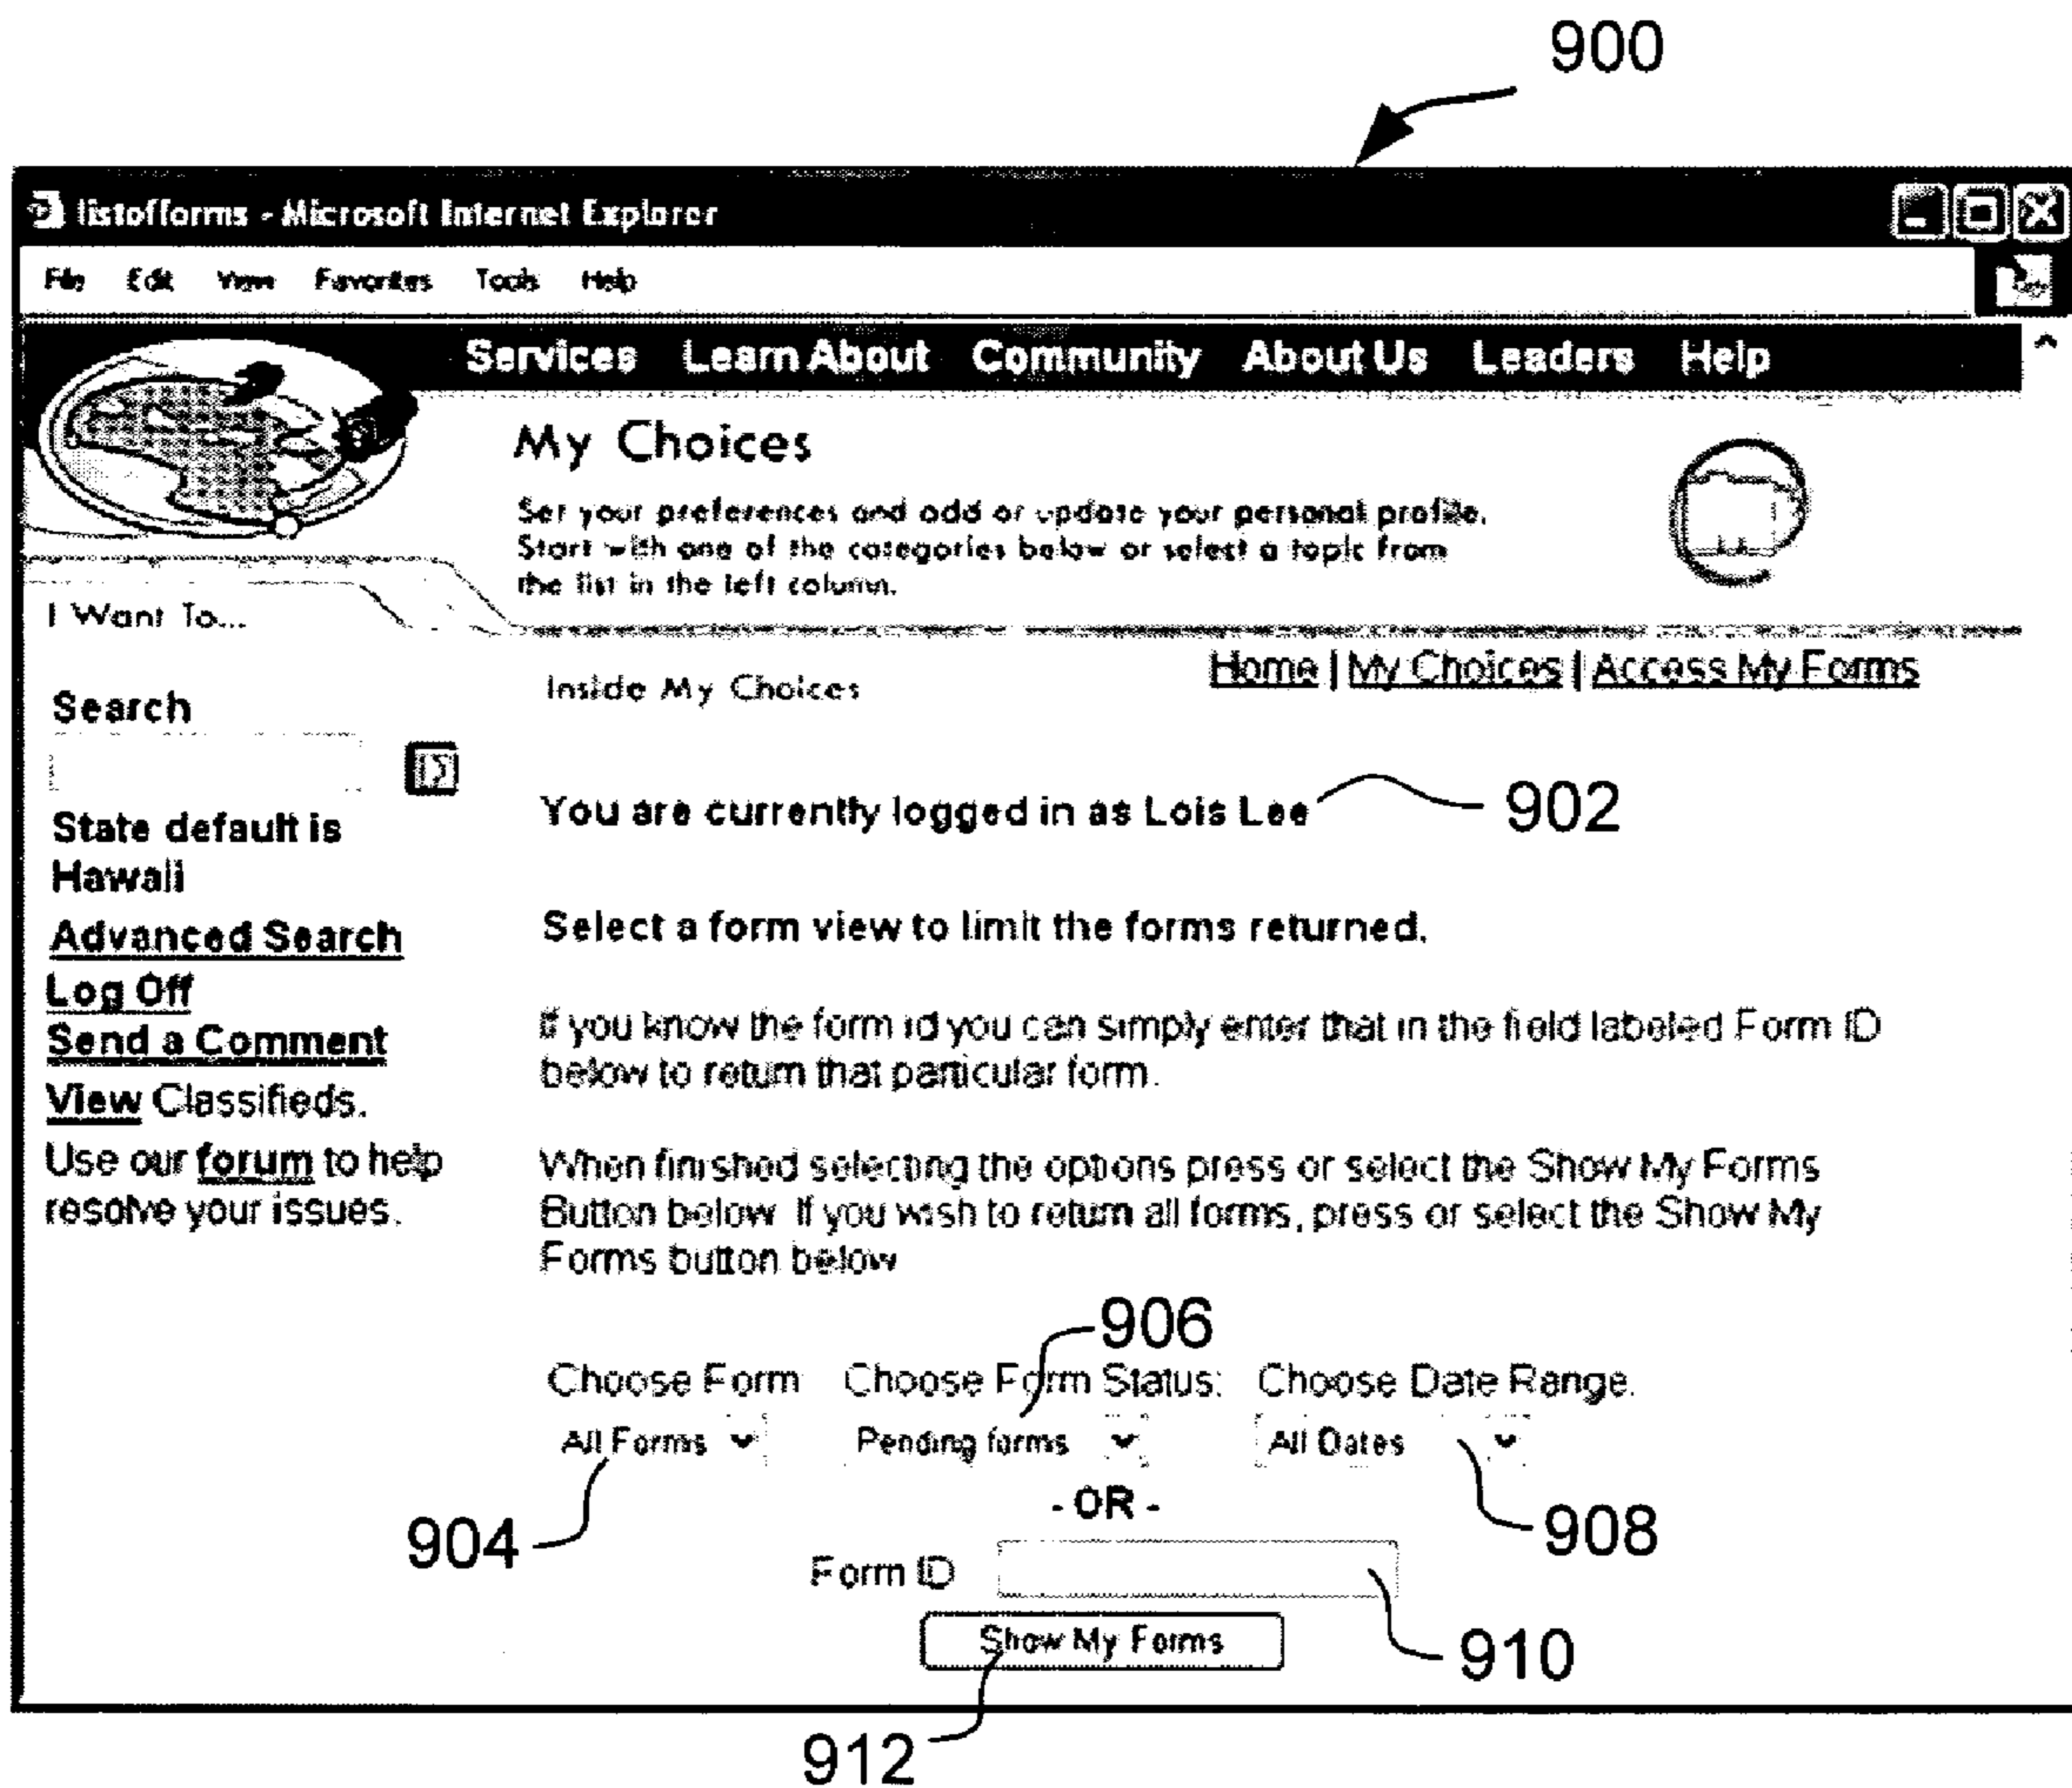 900
listofforms - Microsoft Internet Explorer
File Edit View Favorites Tools Help
Services Learn About Community About Us Leaders Help
My Choices
Set your preferences and add or update your personal profile.
Start with one of the categories below or select a topic from
the list in the left column.
I Want To...
Home | My Choices | Access My Forms
Inside My Choices
Search
State default is
Hawaii
Advanced Search
Log Off
Send a Comment
View Classifieds.
Use our forum to help
resolve your issues.
You are currently logged in as Lois Lee
902
Select a form view to limit the forms returned.
If you know the form id you can simply enter that in the field labeled Form ID
below to return that particular form.
When finished selecting the options press or select the Show My Forms
Button below. If you wish to return all forms, press or select the Show My
Forms button below
906
Choose Form Choose Form Status: Choose Date Range.
All Forms Pending forms All Dates
- OR -
904
908
Form ID
Show My Forms
910
912